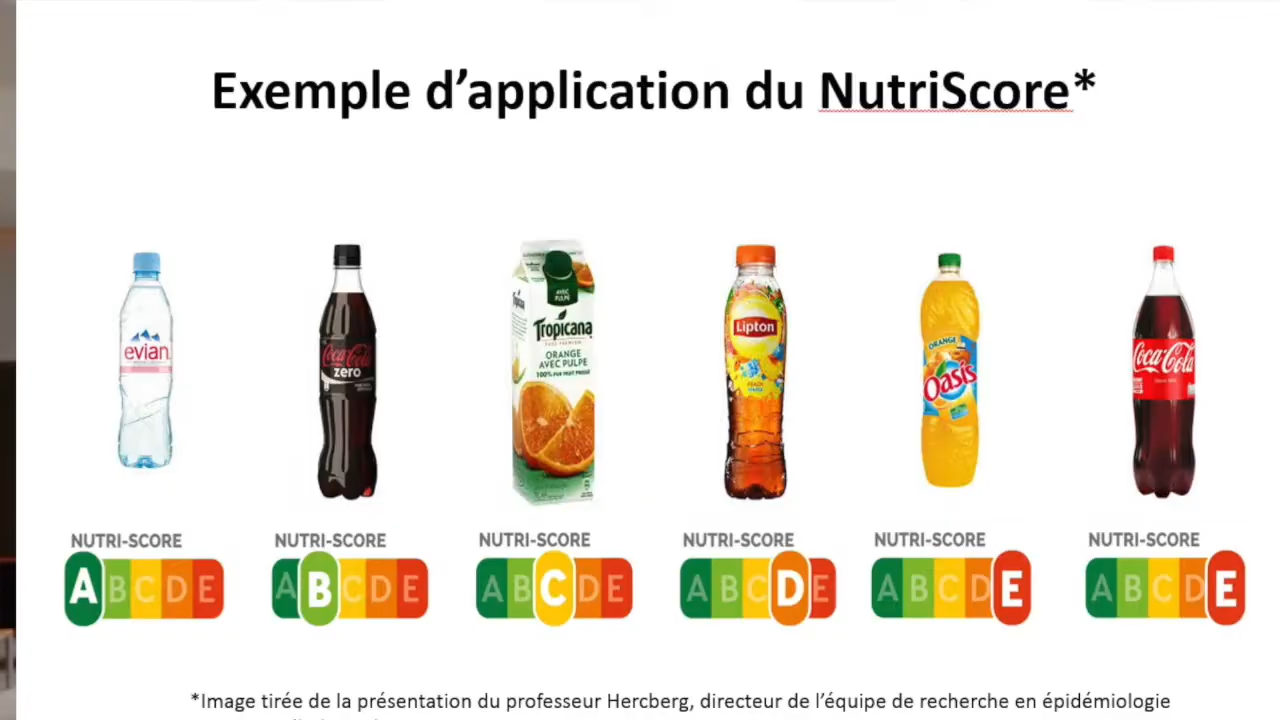 Exemple d’application du NutriScore*
evian
Coca-Cola
zero
AVEC
PULPE
Tropicana
PURE PREMIUM
ORANGE
AVEC PULPE
100% PUR FRUIT PRESSÉ
Lipton
ORANGE
Oasis
Coca-Cola
NUTRI-SCORE NUTRI-SCORE NUTRI-SCORE NUTRI-SCORE NUTRI-SCORE NUTRI-SCORE
A B C D E A B C D E A B C D E A B C D E A B C D E A B C D E
*Image tirée de la présentation du professeur Hercberg, directeur de l’équipe de recherche en épidémiologie